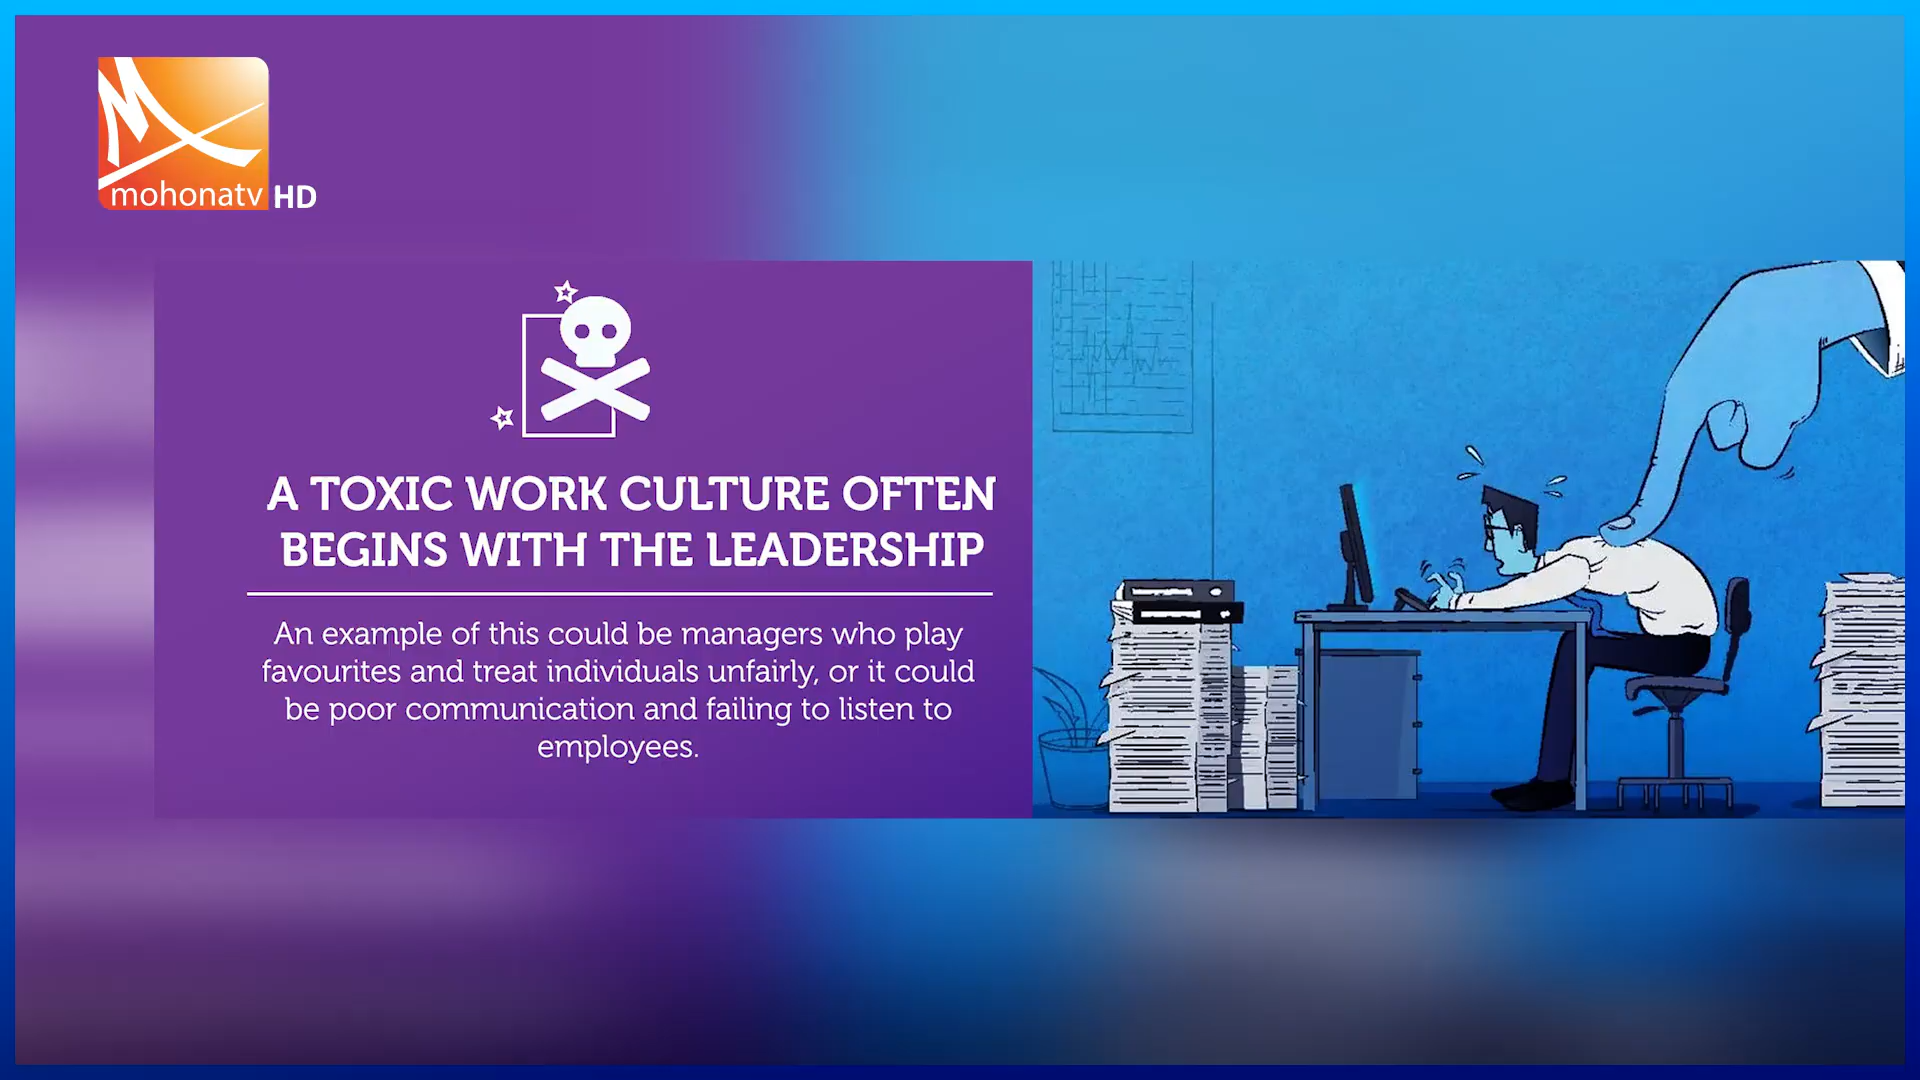 mohonatv HD
A TOXIC WORK CULTURE OFTEN
BEGINS WITH THE LEADERSHIP
An example of this could be managers who play
favourites and treat individuals unfairly, or it could
be poor communication and failing to listen to
employees.